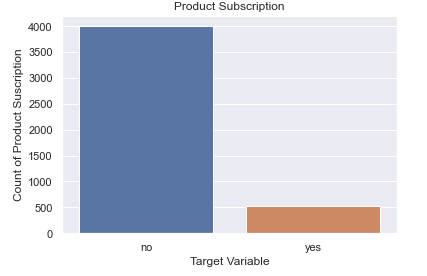 Product Subscription
4000
3500
3000
2500
2000
1500
1000
500
0
Count of Product Suscription
no
yes
Target Variable